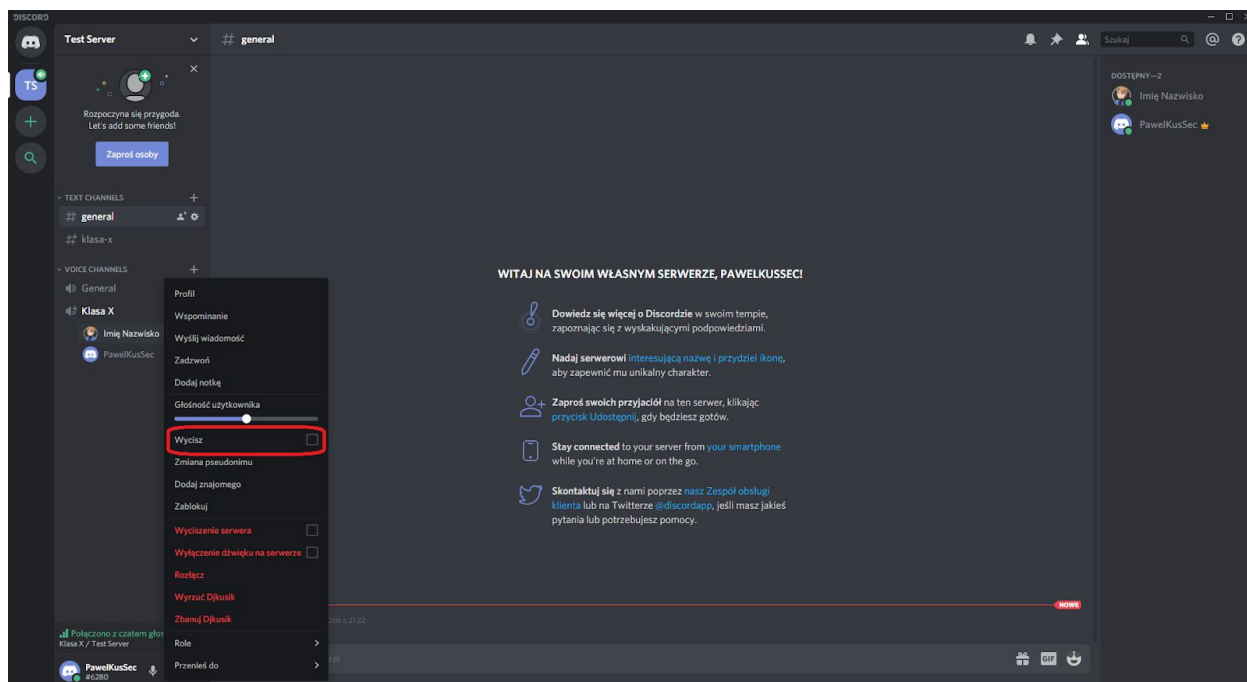 DISCORD
Test Server
# general
Szukaj
TS
Rozpoczyna się przygoda.
Let's add some friends!
Zaproś osoby
TEXT CHANNELS
general
klasa-x
VOICE CHANNELS
General
Klasa X
Imię Nazwisko
PawelKusSec
Profil
Wspominanie
Wyślij wiadomość
Zadzwoń
Dodaj notkę
Głośność użytkownika
Wycisz
Zmiana pseudonimu
Dodaj znajomego
Zablokuj
Wyciszenie serwera
Wyłączenie dźwięku na serwerze
Rozłącz
Wyrzuć Djkusik
Zbanuj Djkusik
Role
Przenieś do
Połączono z czatem głos
Klasa X / Test Server
PawelKusSec
#6280
WITAJ NA SWOIM WŁASNYM SERWERZE, PAWELKUSSEC!
Dowiedz się więcej o Discordzie w swoim tempie,
zapoznając się z wyskakującymi podpowiedziami.
Nadaj serwerowi interesującą nazwę i przydziel ikonę,
aby zapewnić mu unikalny charakter.
Zaproś swoich przyjaciół na ten serwer, klikając
przycisk Udostępnij, gdy będziesz gotów.
Stay connected to your server from your smartphone
while you're at home or on the go.
Skontaktuj się z nami poprzez nasz Zespół obsługi
klienta lub na Twitterze @discordapp, jeśli masz jakieś
pytania lub potrzebujesz pomocy.
NOWE
Dziś o 21:22
ral
GIF
DOSTĘPNY—2
Imię Nazwisko
PawelKusSec